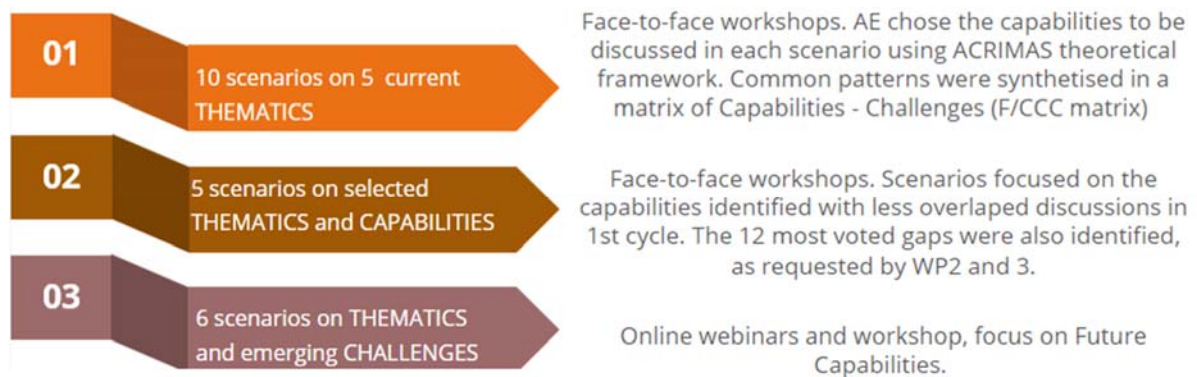 01
10 scenarios on 5 current
THEMATICS
Face-to-face workshops. AE chose the capabilities to be
discussed in each scenario using ACRIMAS theoretical
framework. Common patterns were synthetised in a
matrix of Capabilities - Challenges (F/CCC matrix)
02
5 scenarios on selected
THEMATICS and CAPABILITIES
Face-to-face workshops. Scenarios focused on the
capabilities identified with less overlaped discussions in
1st cycle. The 12 most voted gaps were also identified,
as requested by WP2 and 3.
03
6 scenarios on THEMATICS
and emerging CHALLENGES
Online webinars and workshop, focus on Future
Capabilities.